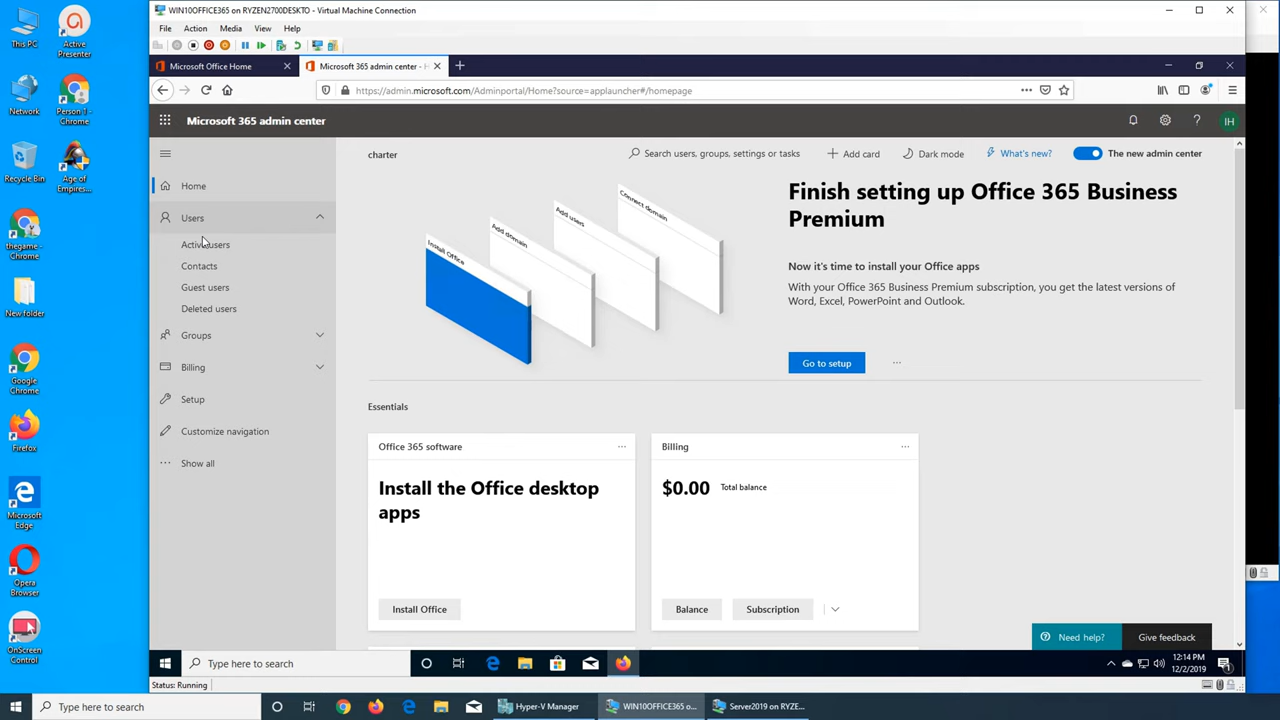 WIN10OFFICE365 on RYZEN2700DESKTO - Virtual Machine Connection
File Action Media View Help
Microsoft Office Home
Microsoft 365 admin center - H
https://admin.microsoft.com/Adminportal/Home?source=applauncher#/homepage
Microsoft 365 admin center
IH
charter
Search users, groups, settings or tasks
Add card
Dark mode
What's new?
The new admin center
Home
Users
Active users
Contacts
Guest users
Deleted users
Groups
Billing
Setup
Customize navigation
Show all
Install Office
Add domain
Add users
Connect domain
Finish setting up Office 365 Business
Premium
Now it's time to install your Office apps
With your Office 365 Business Premium subscription, you get the latest versions of
Word, Excel, PowerPoint and Outlook.
Go to setup
Essentials
Office 365 software
Install the Office desktop
apps
Install Office
Billing
$0.00 Total balance
Balance
Subscription
Need help?
Give feedback
Type here to search
12:14 PM
12/2/2019
Status: Running
This PC
Active
Presenter
Network
Person 1 -
Chrome
Recycle Bin
Age of
Empires...
thegame -
Chrome
New folder
Google
Chrome
Firefox
Microsoft
Edge
Opera
Browser
OnScreen
Control
Type here to search
Hyper-V Manager
WIN10OFFICE365 o...
Server2019 on RYZE...